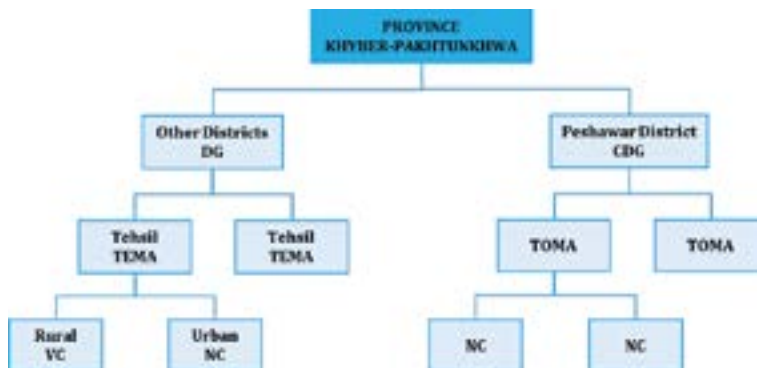 PROVINCE
KHYBER-PAKHTUNKHWA
Other Districts
DG
Peshawar District
CDG
Tehsil
TEMA
Tehsil
TEMA
TOMA
TOMA
Rural
VC
Urban
NC
NC
NC